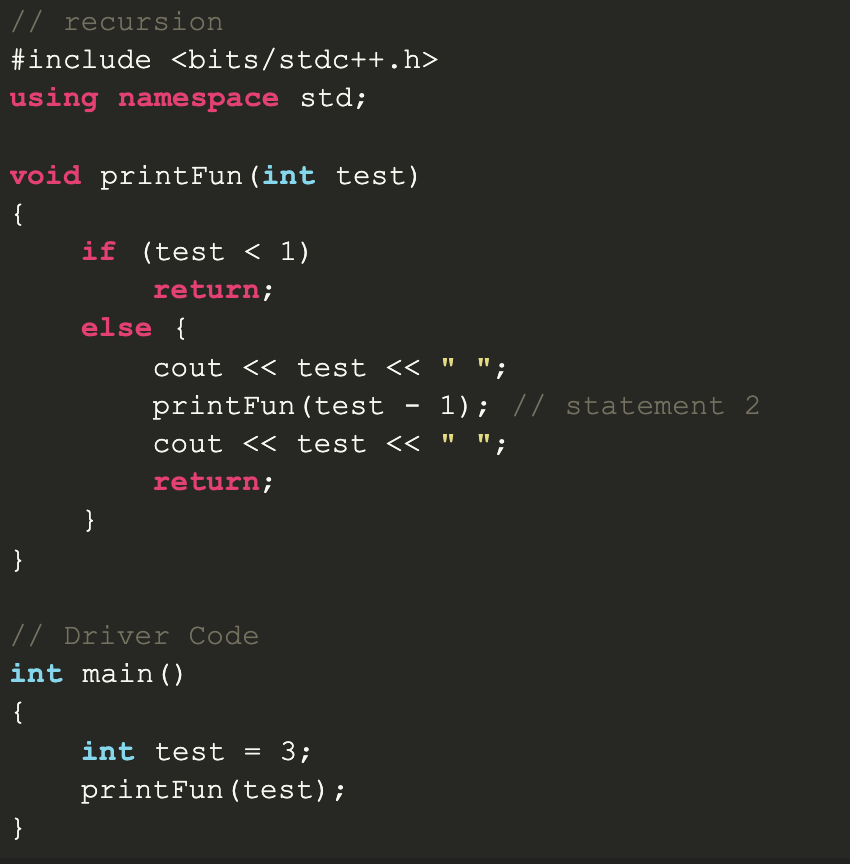 // recursion
#include <bits/stdc++.h>
using namespace std;

void printFun(int test)
{
    if (test < 1)
        return;
    else {
        cout << test << " ";
        printFun(test - 1); // statement 2
        cout << test << " ";
        return;
    }
}

// Driver Code
int main()
{
    int test = 3;
    printFun(test);
}